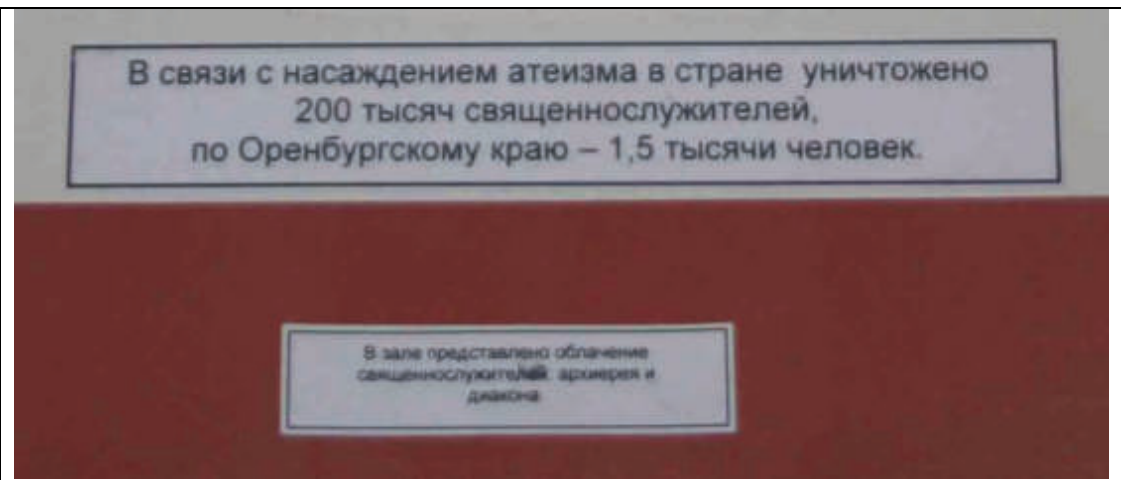 В связи с насаждением атеизма в стране уничтожено
200 тысяч священнослужителей,
по Оренбургскому краю – 1,5 тысячи человек.
В зале представлено облачение
священнослужителей: архиерея и
диакона